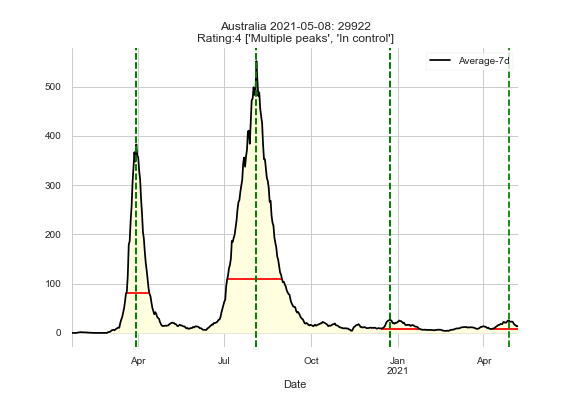 Australia 2021-05-08: 29922
Rating:4 ['Multiple peaks', 'In control']
Average-7d
500
400
300
200
100
0
Apr
Jul
Oct
Jan
2021
Apr
Date